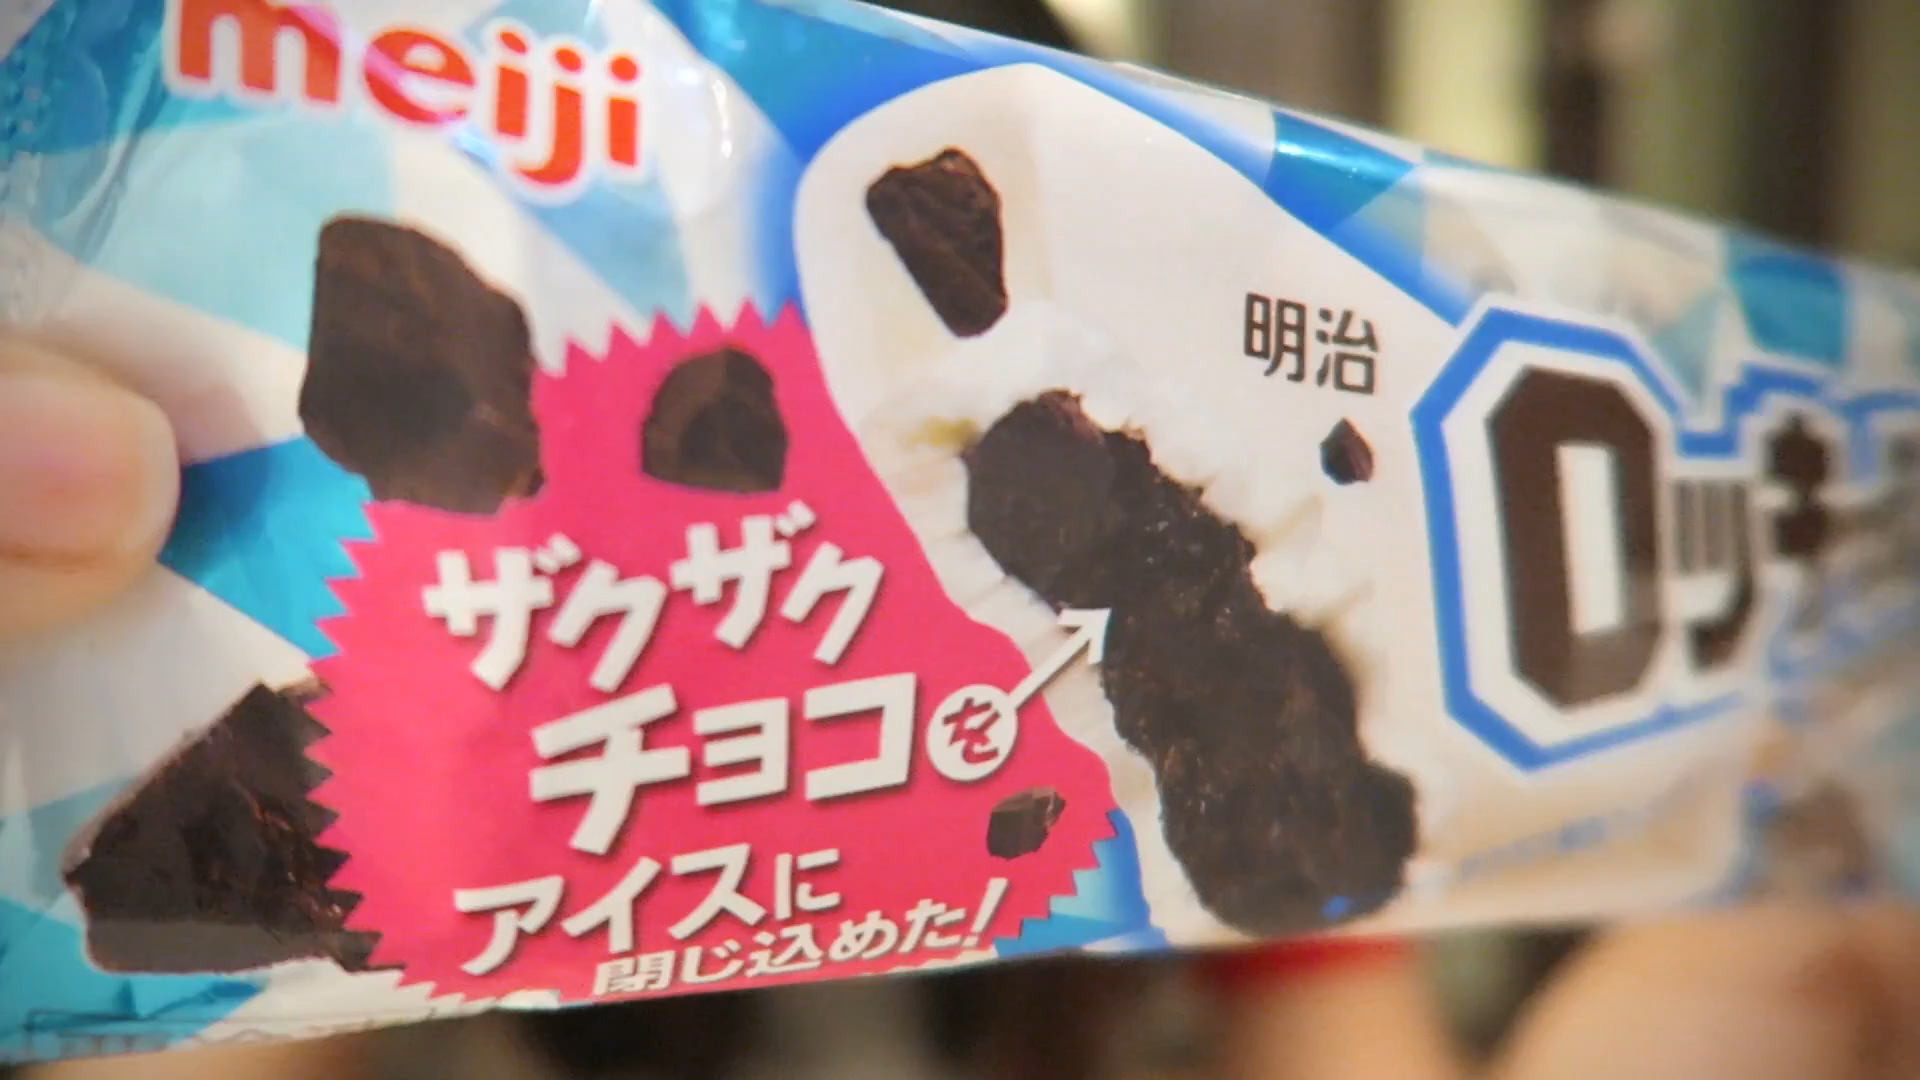 meiji
明治
ロッキ
ザクザク
チョコを
アイスに
閉じ込めた!